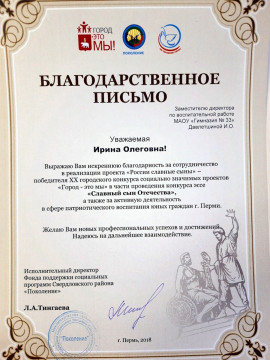 ГОРОД
ЭТО
МЫ!
ПОКОЛЕНИЕ
БЛАГОДАРСТВЕННОЕ
ПИСЬМО
Заместителю директора
по воспитательной работе
МАОУ «Гимназия № 33»
Давлетшиной И.О.
Уважаемая
Ирина Олеговна!
Выражаю Вам искреннюю благодарность за сотрудничество
в реализации проекта «России славные сыны» –
победителя XX городского конкурса социально значимых проектов
«Город - это мы» в части проведения конкурса эссе
"Славный сын Отечества",
а также за активную деятельность
в сфере патриотического воспитания юных граждан г. Перми.
Желаю Вам новых профессиональных успехов и достижений.
Надеюсь на дальнейшее взаимодействие.
Исполнительный директор
Фонда поддержки социальных
программ Свердловского района
«Поколение»
Л.А.Тингаева
"Поколение"
г. Пермь, 2018